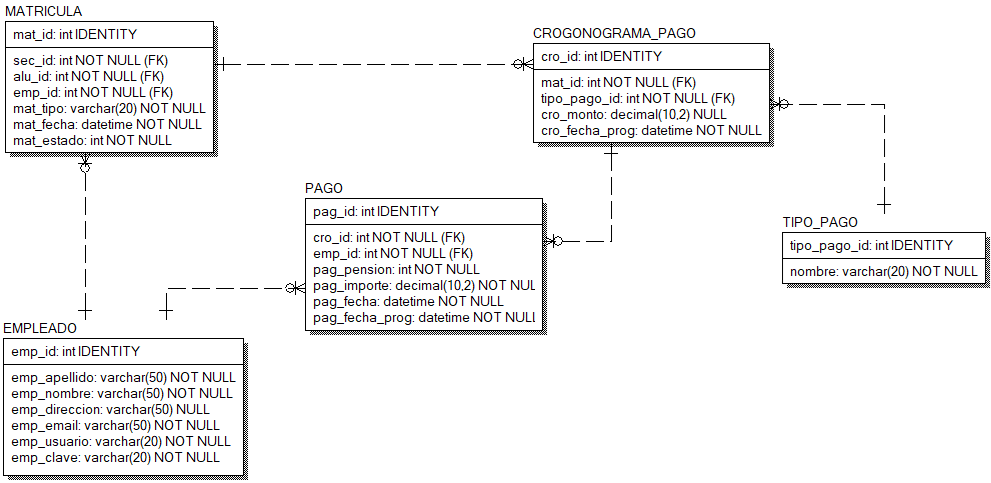 MATRICULA
mat_id: int IDENTITY
sec_id: int NOT NULL (FK)
alu_id: int NOT NULL (FK)
emp_id: int NOT NULL (FK)
mat_tipo: varchar(20) NOT NULL
mat_fecha: datetime NOT NULL
mat_estado: int NOT NULL
CROGONOGRAMA_PAGO
cro_id: int IDENTITY
mat_id: int NOT NULL (FK)
tipo_pago_id: int NOT NULL (FK)
cro_monto: decimal(10,2) NULL
cro_fecha_prog: datetime NOT NULL
PAGO
pag_id: int IDENTITY
cro_id: int NOT NULL (FK)
emp_id: int NOT NULL (FK)
pag_pension: int NOT NULL
pag_importe: decimal(10,2) NOT NUL
pag_fecha: datetime NOT NULL
pag_fecha_prog: datetime NOT NUL
TIPO_PAGO
tipo_pago_id: int IDENTITY
nombre: varchar(20) NOT NULL
EMPLEADO
emp_id: int IDENTITY
emp_apellido: varchar(50) NOT NULL
emp_nombre: varchar(50) NOT NULL
emp_direccion: varchar(50) NULL
emp_email: varchar(50) NOT NULL
emp_usuario: varchar(20) NOT NULL
emp_clave: varchar(20) NOT NULL